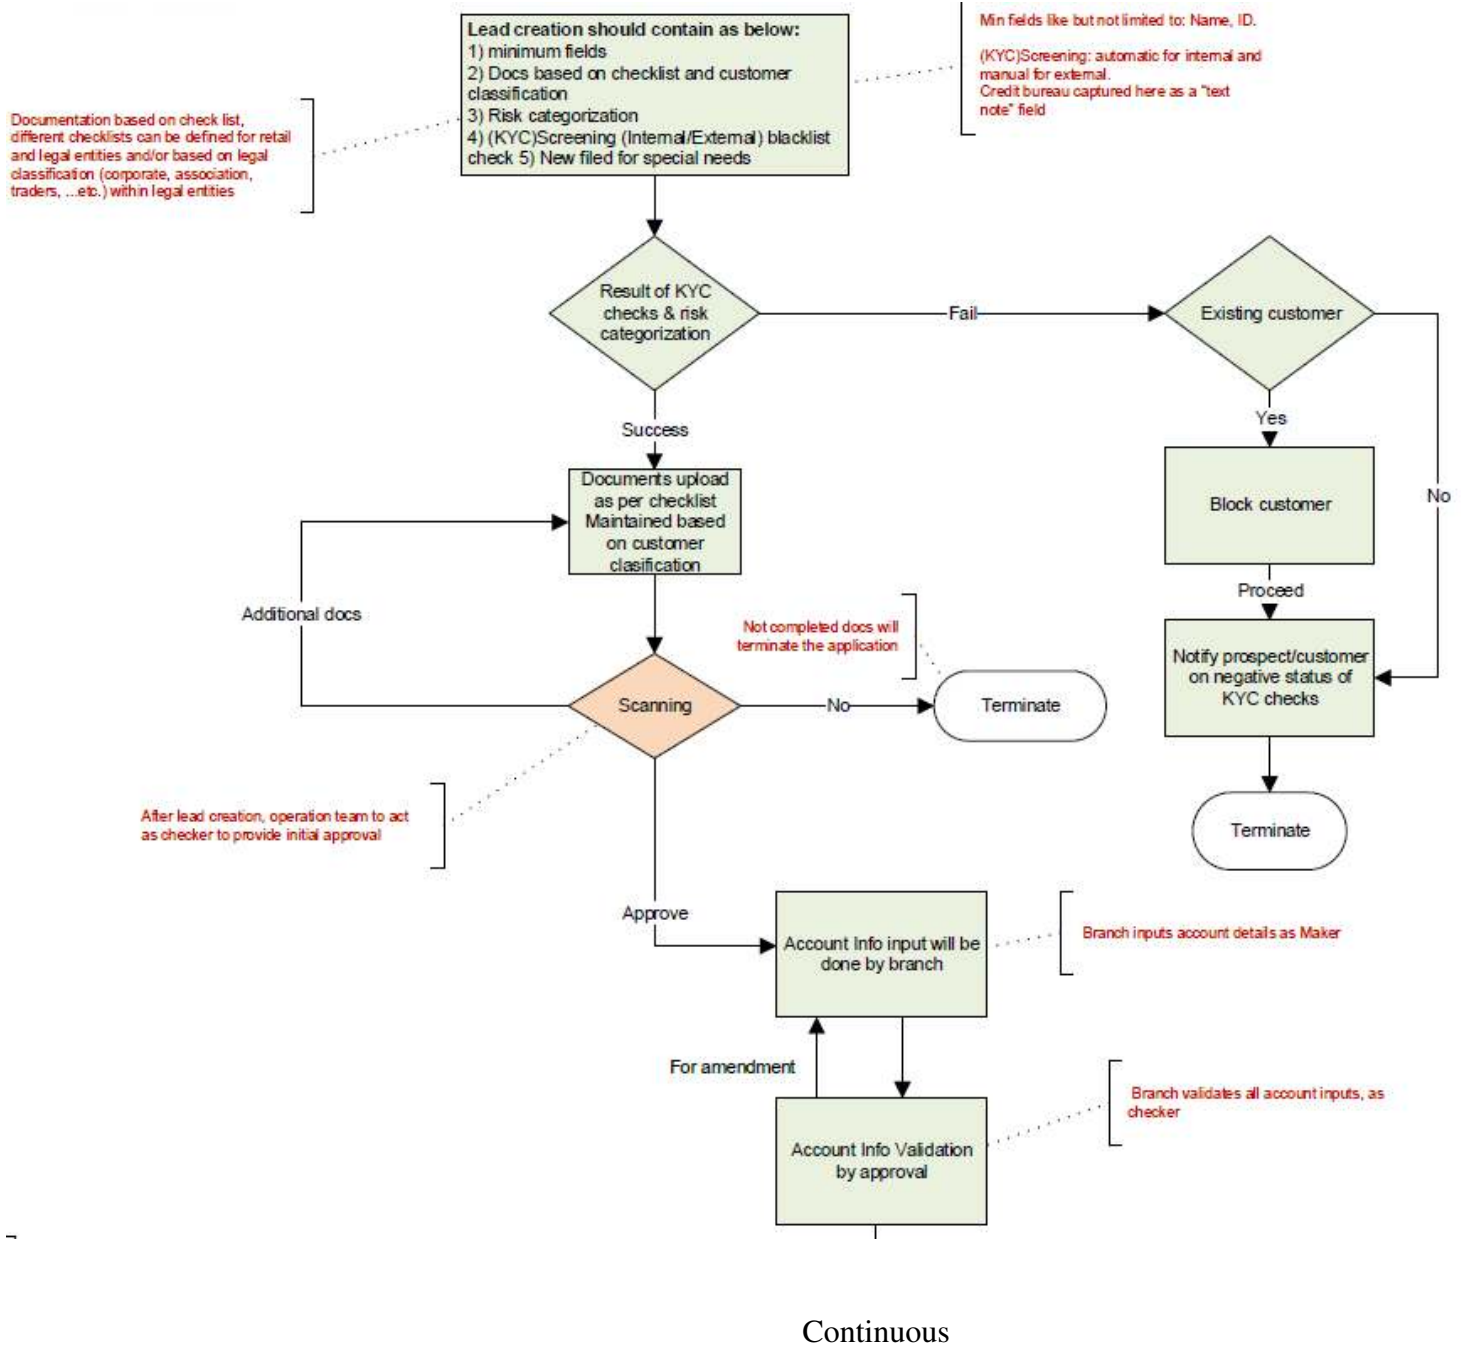 Lead creation should contain as below:
1) minimum fields
2) Docs based on checklist and customer
classification
3) Risk categorization
4) (KYC)Screening (Internal/External) blacklist
check 5) New filed for special needs
Min fields like but not limited to: Name, ID.
(KYC)Screening: automatic for internal and
manual for external.
Credit bureau captured here as a "text
note" field
Documentation based on check list,
different checklists can be defined for retail
and legal entities and/or based on legal
classification (corporate, association,
traders, ...etc.) within legal entities
Result of KYC
checks & risk
categorization
Fail
Existing customer
Success
Yes
No
Documents upload
as per checklist
Maintained based
on customer
clasification
Block customer
Proceed
Additional docs
Not completed docs will
terminate the application
Notify prospect/customer
on negative status of
KYC checks
Scanning
No
Terminate
After lead creation, operation team to act
as checker to provide initial approval
Terminate
Approve
Account Info input will be
done by branch
Branch inputs account details as Maker
For amendment
Branch validates all account inputs, as
checker
Account Info Validation
by approval
Continuous